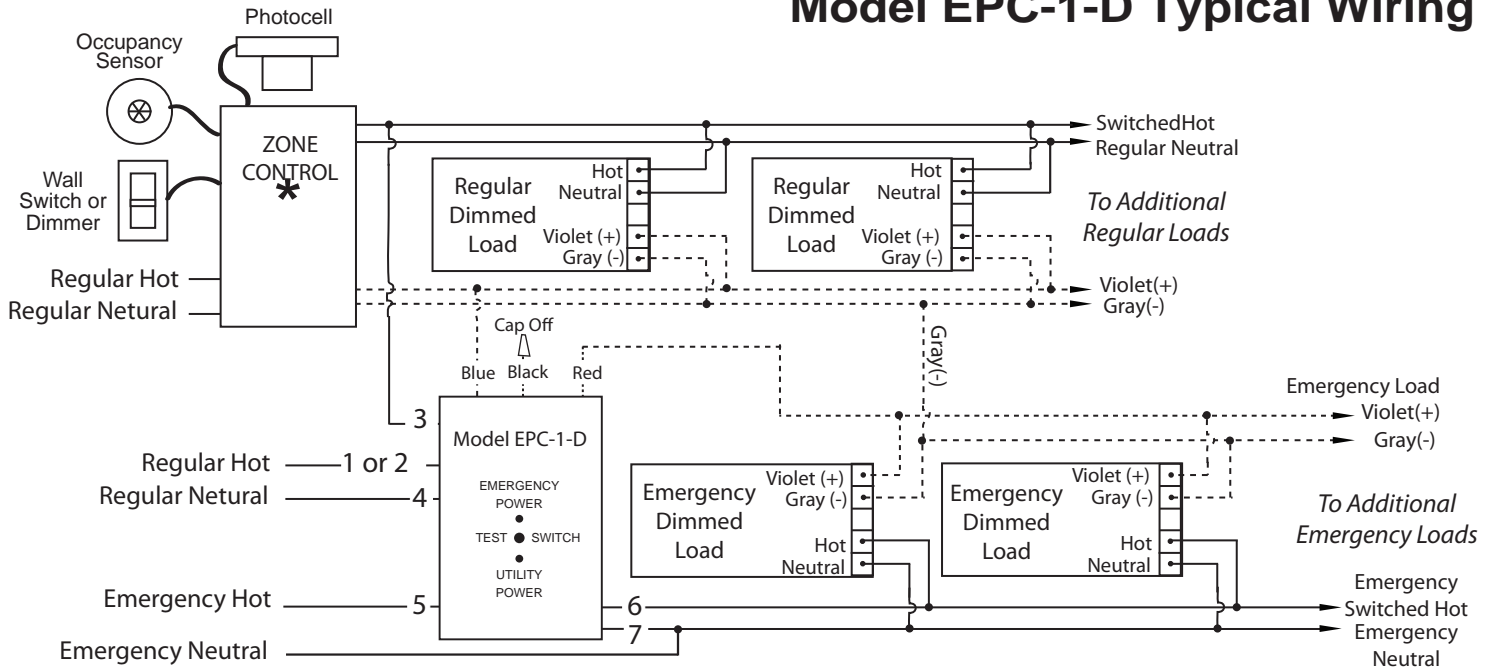 Model EPC-1-D Typical Wiring
Photocell
Occupancy
Sensor
ZONE
CONTROL
*
Wall
Switch or
Dimmer
Regular Hot
Regular Netural
SwitchedHot
Regular Neutral
Regular
Dimmed
Load
Hot
Neutral
Violet (+)
Gray (-)
Regular
Dimmed
Load
Hot
Neutral
Violet (+)
Gray (-)
To Additional
Regular Loads
Violet(+)
Gray(-)
Cap Off
Blue
Black
Red
Gray(-)
3
Model EPC-1-D
Regular Hot
1 or 2
Regular Netural
4
EMERGENCY
POWER
TEST
SWITCH
UTILITY
POWER
Emergency Hot
5
Emergency Neutral
6
7
Emergency Load
Violet(+)
Gray(-)
Emergency
Dimmed
Load
Violet (+)
Gray (-)
Hot
Neutral
Emergency
Dimmed
Load
Violet (+)
Gray (-)
Hot
Neutral
To Additional
Emergency Loads
Emergency
Switched Hot
Emergency
Neutral